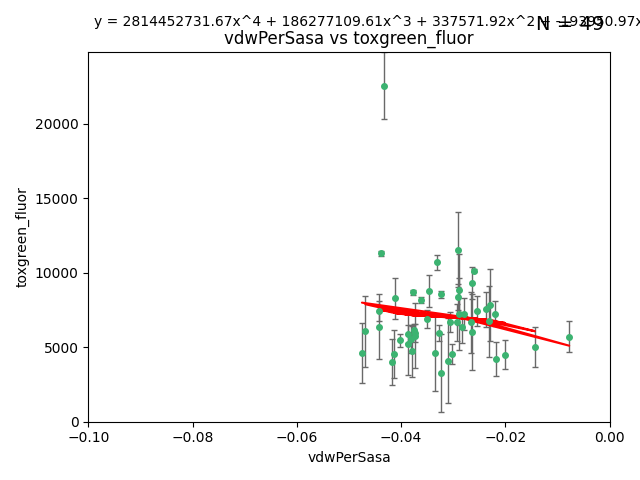 y = 2814452731.67x^4 + 186277109.61x^3 + 337571.92x^2 + -193950.97x
N = 49
vdwPerSasa vs toxgreen_fluor
toxgreen_fluor
20000
15000
10000
5000
0
−0.10 −0.08 −0.06 −0.04 −0.02 0.00
vdwPerSasa